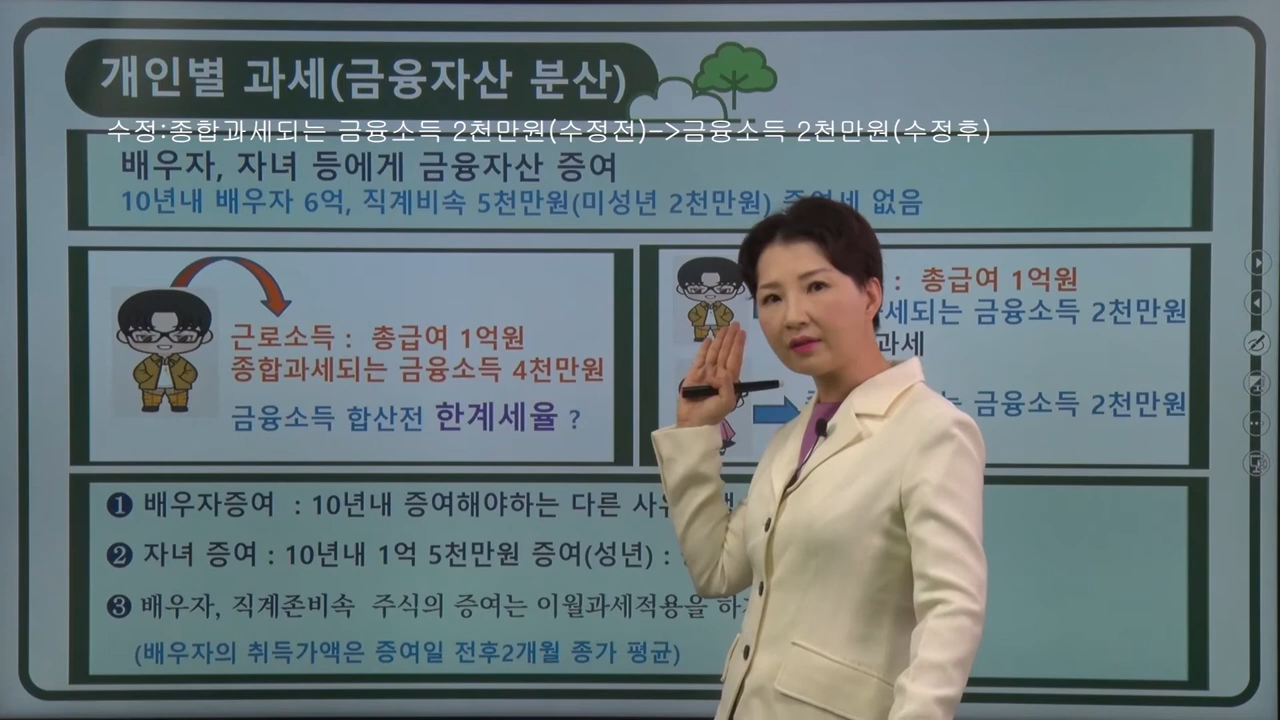 개인별 과세(금융자산 분산)
수정:종합과세되는 금융소득 2천만원(수정전)->금융소득 2천만원(수정후)
배우자, 자녀 등에게 금융자산 증여
10년내 배우자 6억, 직계비속 5천만원(미성년 2천만원) 증여세 없음
근로소득 : 총급여 1억원
종합과세되는 금융소득 4천만원
금융소득 합산전 한계세율 ?
: 총급여 1억원
세되는 금융소득 2천만원
과세
금융소득 2천만원
❶ 배우자증여 : 10년내 증여해야하는 다른
❷ 자녀 증여 : 10년내 1억 5천만원 증여(성년) :
❸ 배우자, 직계존비속 주식의 증여는 이월과세적용을
(배우자의 취득가액은 증여일 전후2개월 종가 평균)